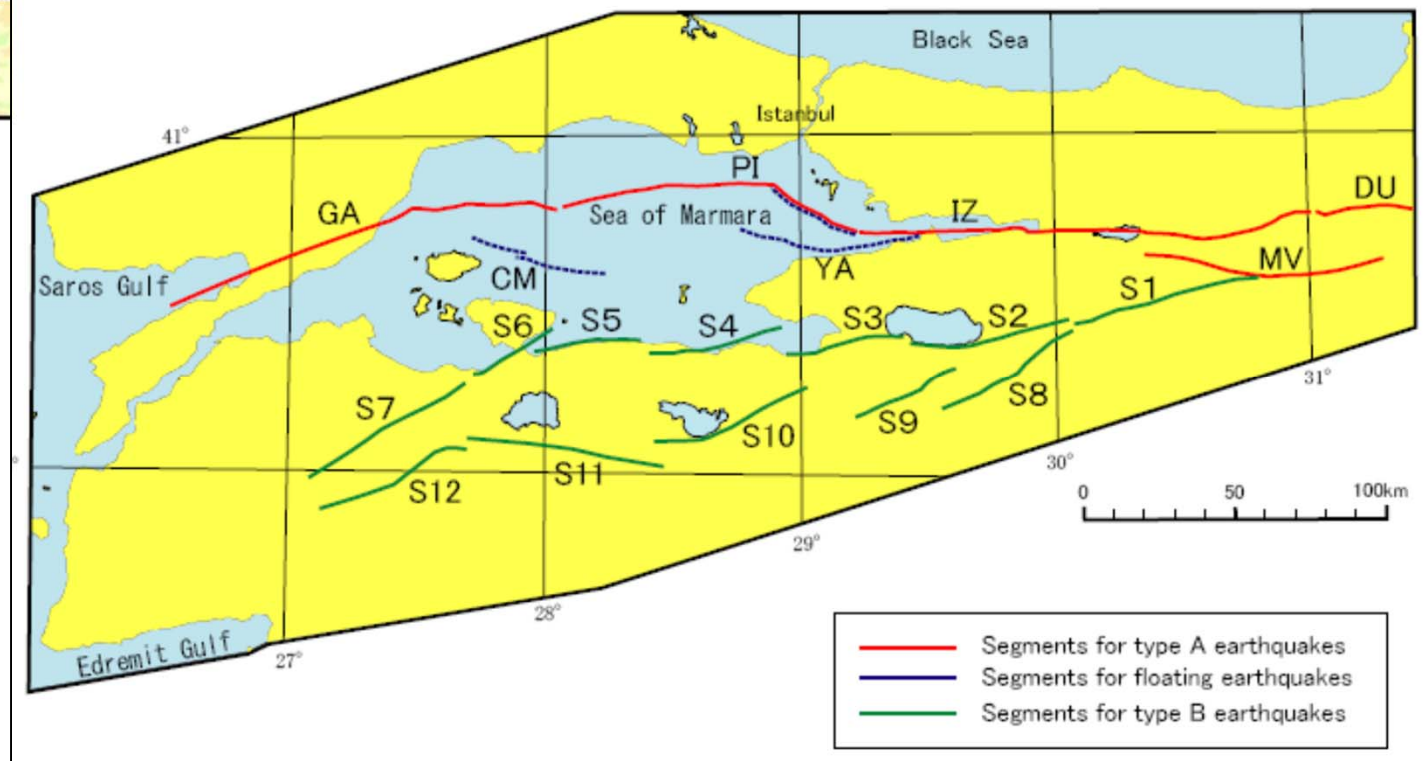 Black Sea
Istanbul
41°
PI
DU
GA
IZ
Sea of Marmara
MV
Saros Gulf
YA
CM
S1
S6
S5
S4
S3
S2
31°
S7
S8
S9
S10
30°
S11
S12
0 50 100km
29°
28°
Edremit Gulf
27°
Segments for type A earthquakes
Segments for floating earthquakes
Segments for type B earthquakes